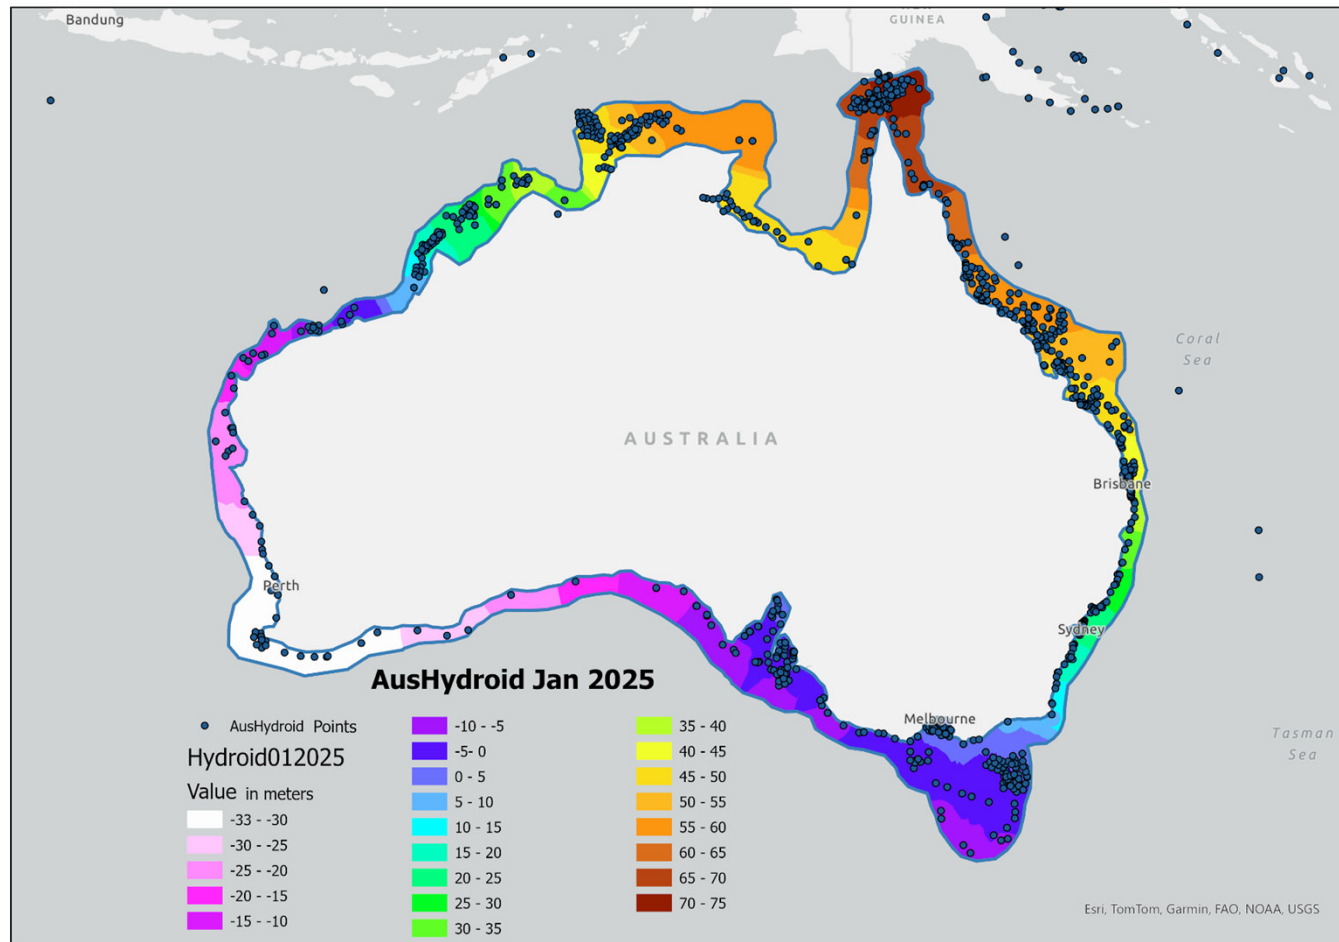 Bandung
GUINEA
Coral
Sea
AUSTRALIA
Brisbane
Perth
Sydney
AusHydroid Jan 2025
Melbourne
Tasman
Sea
AusHydroid Points
Hydroid012025
Value in meters
-33 - -30
-30 - -25
-25 - -20
-20 - -15
-15 - -10
-10 - -5
-5- 0
0 - 5
5 - 10
10 - 15
15 - 20
20 - 25
25 - 30
30 - 35
35 - 40
40 - 45
45 - 50
50 - 55
55 - 60
60 - 65
65 - 70
70 - 75
Esri, TomTom, Garmin, FAO, NOAA, USGS